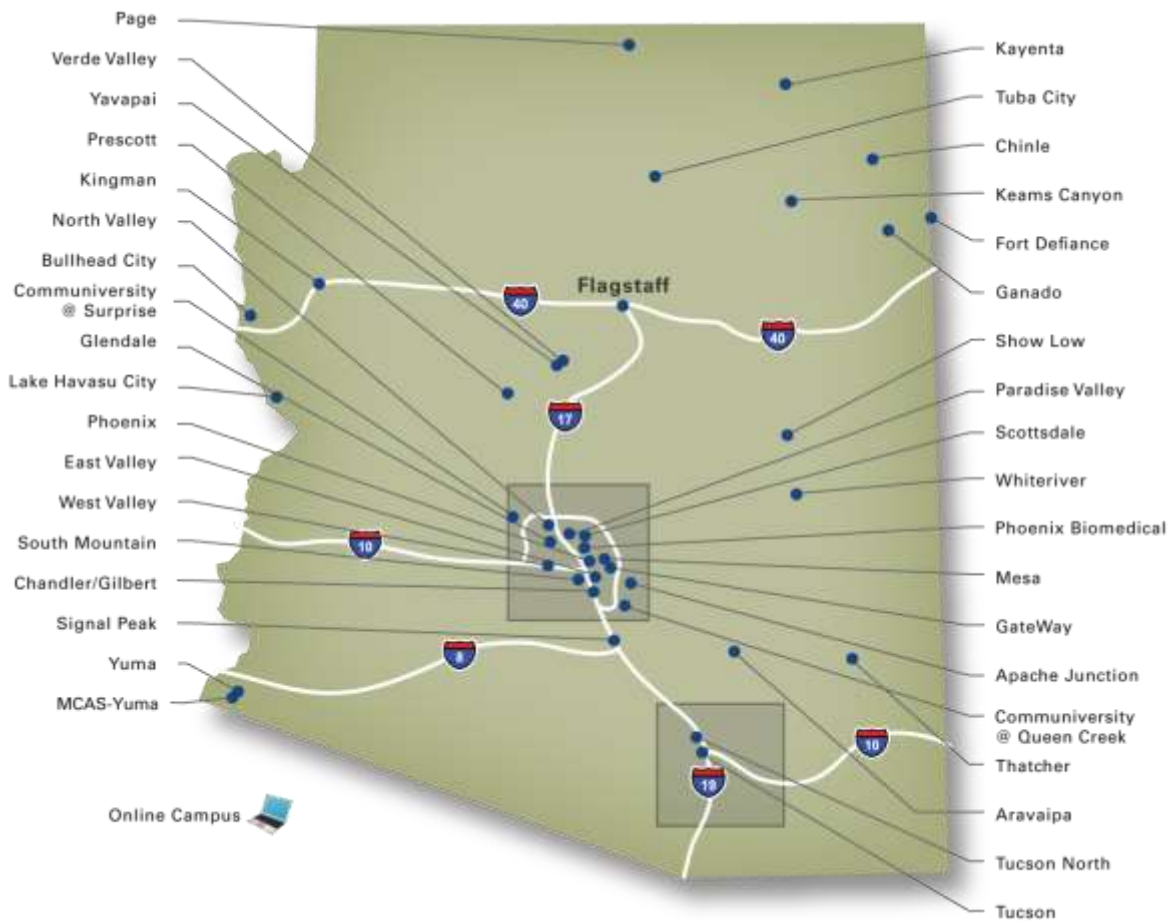 Page
Verde Valley
Yavapai
Prescott
Kingman
North Valley
Bullhead City
Communiversity
@ Surprise
Glendale
Lake Havasu City
Phoenix
East Valley
West Valley
South Mountain
Chandler/Gilbert
Signal Peak
Yuma
MCAS-Yuma
Online Campus
Flagstaff
40
40
17
10
8
10
19
Kayenta
Tuba City
Chinle
Keams Canyon
Fort Defiance
Ganado
Show Low
Paradise Valley
Scottsdale
Whiteriver
Phoenix Biomedical
Mesa
GateWay
Apache Junction
Communiversity
@ Queen Creek
Thatcher
Aravaipa
Tucson North
Tucson